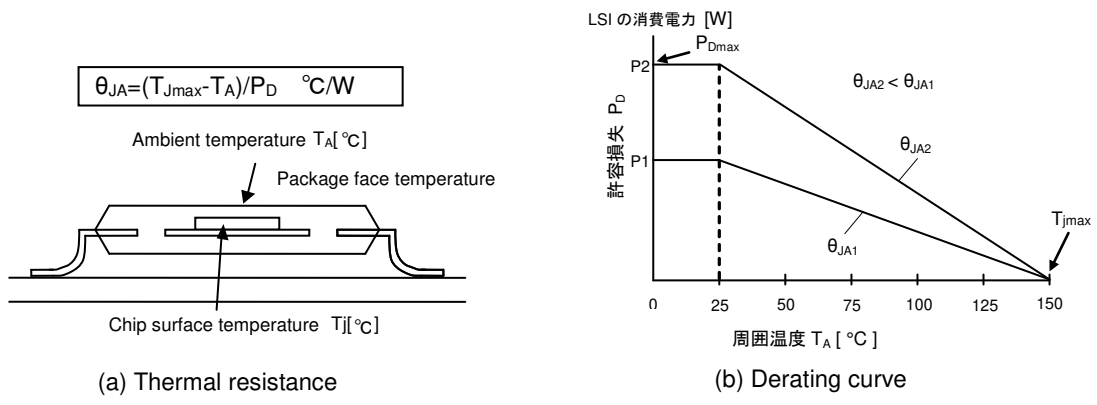 θJA=(TJmax-TA)/PD °C/W
Ambient temperature TA[°C]
Package face temperature
Chip surface temperature Tj[°C]
(a) Thermal resistance
LSI の消費電力 [W]
PDmax
P2
θJA2 < θJA1
θJA2
P1
Tjmax
θJA1
許容損失 PD
0 25 50 75 100 125 150
周囲温度 TA [ °C ]
(b) Derating curve